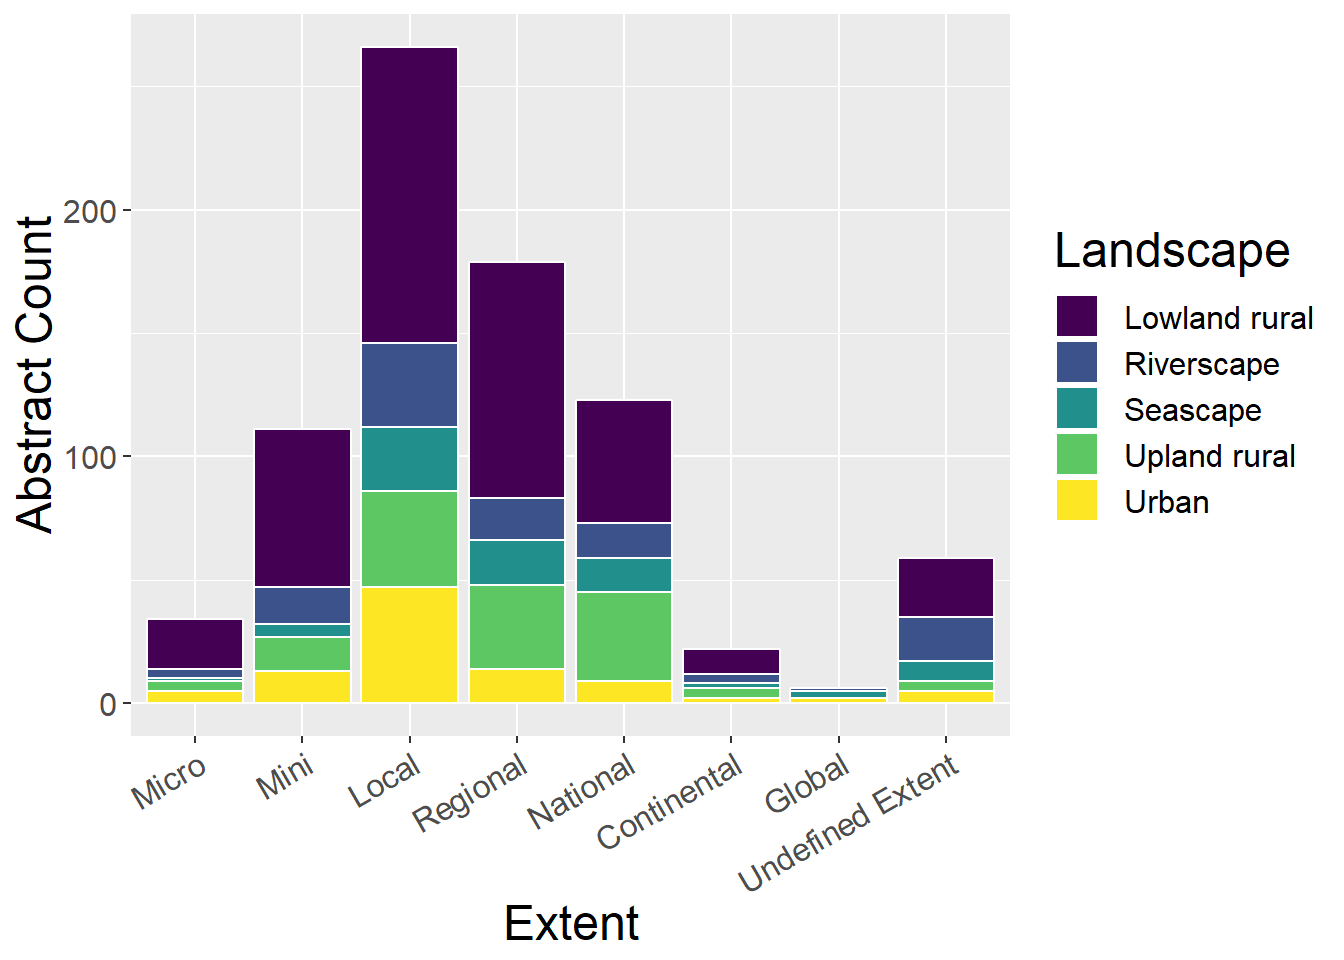 Abstract Count
200
100
0
Micro
Mini
Local
Regional
National
Continental
Global
Undefined Extent
Extent
Landscape
Lowland rural
Riverscape
Seascape
Upland rural
Urban